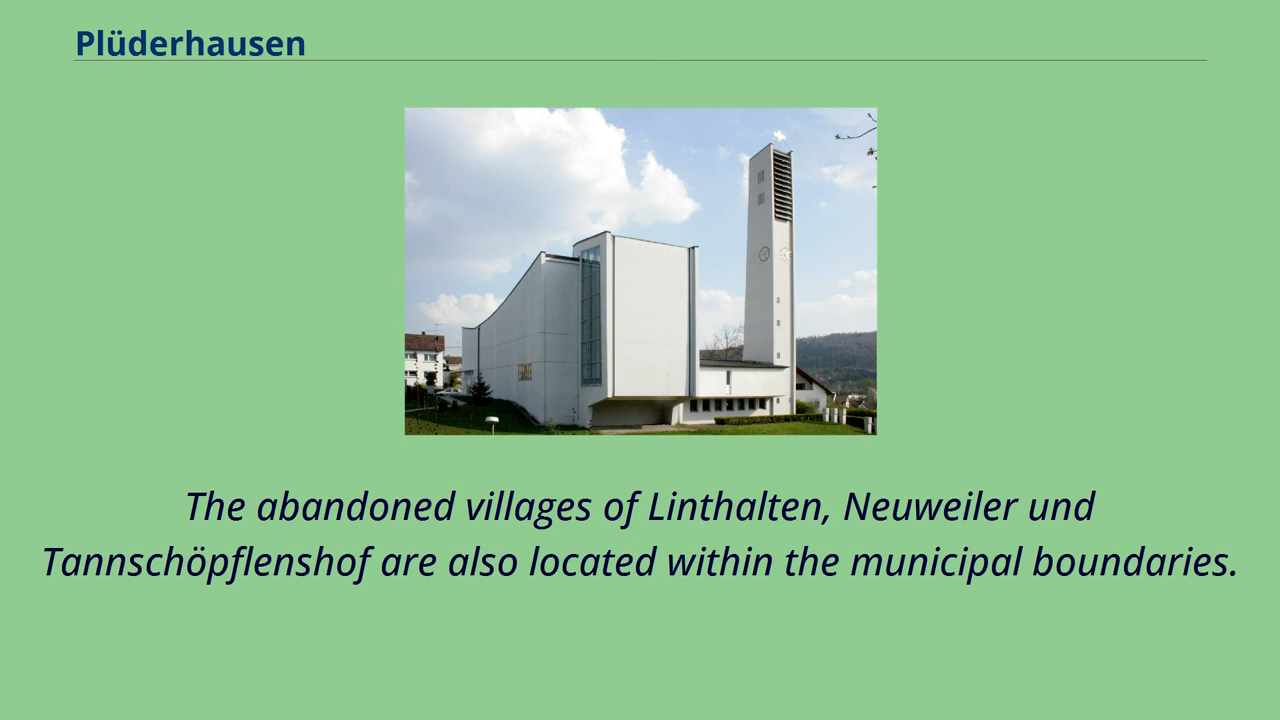 Plüderhausen
The abandoned villages of Linthalten, Neuweiler und
Tannschöpflenshof are also located within the municipal boundaries.